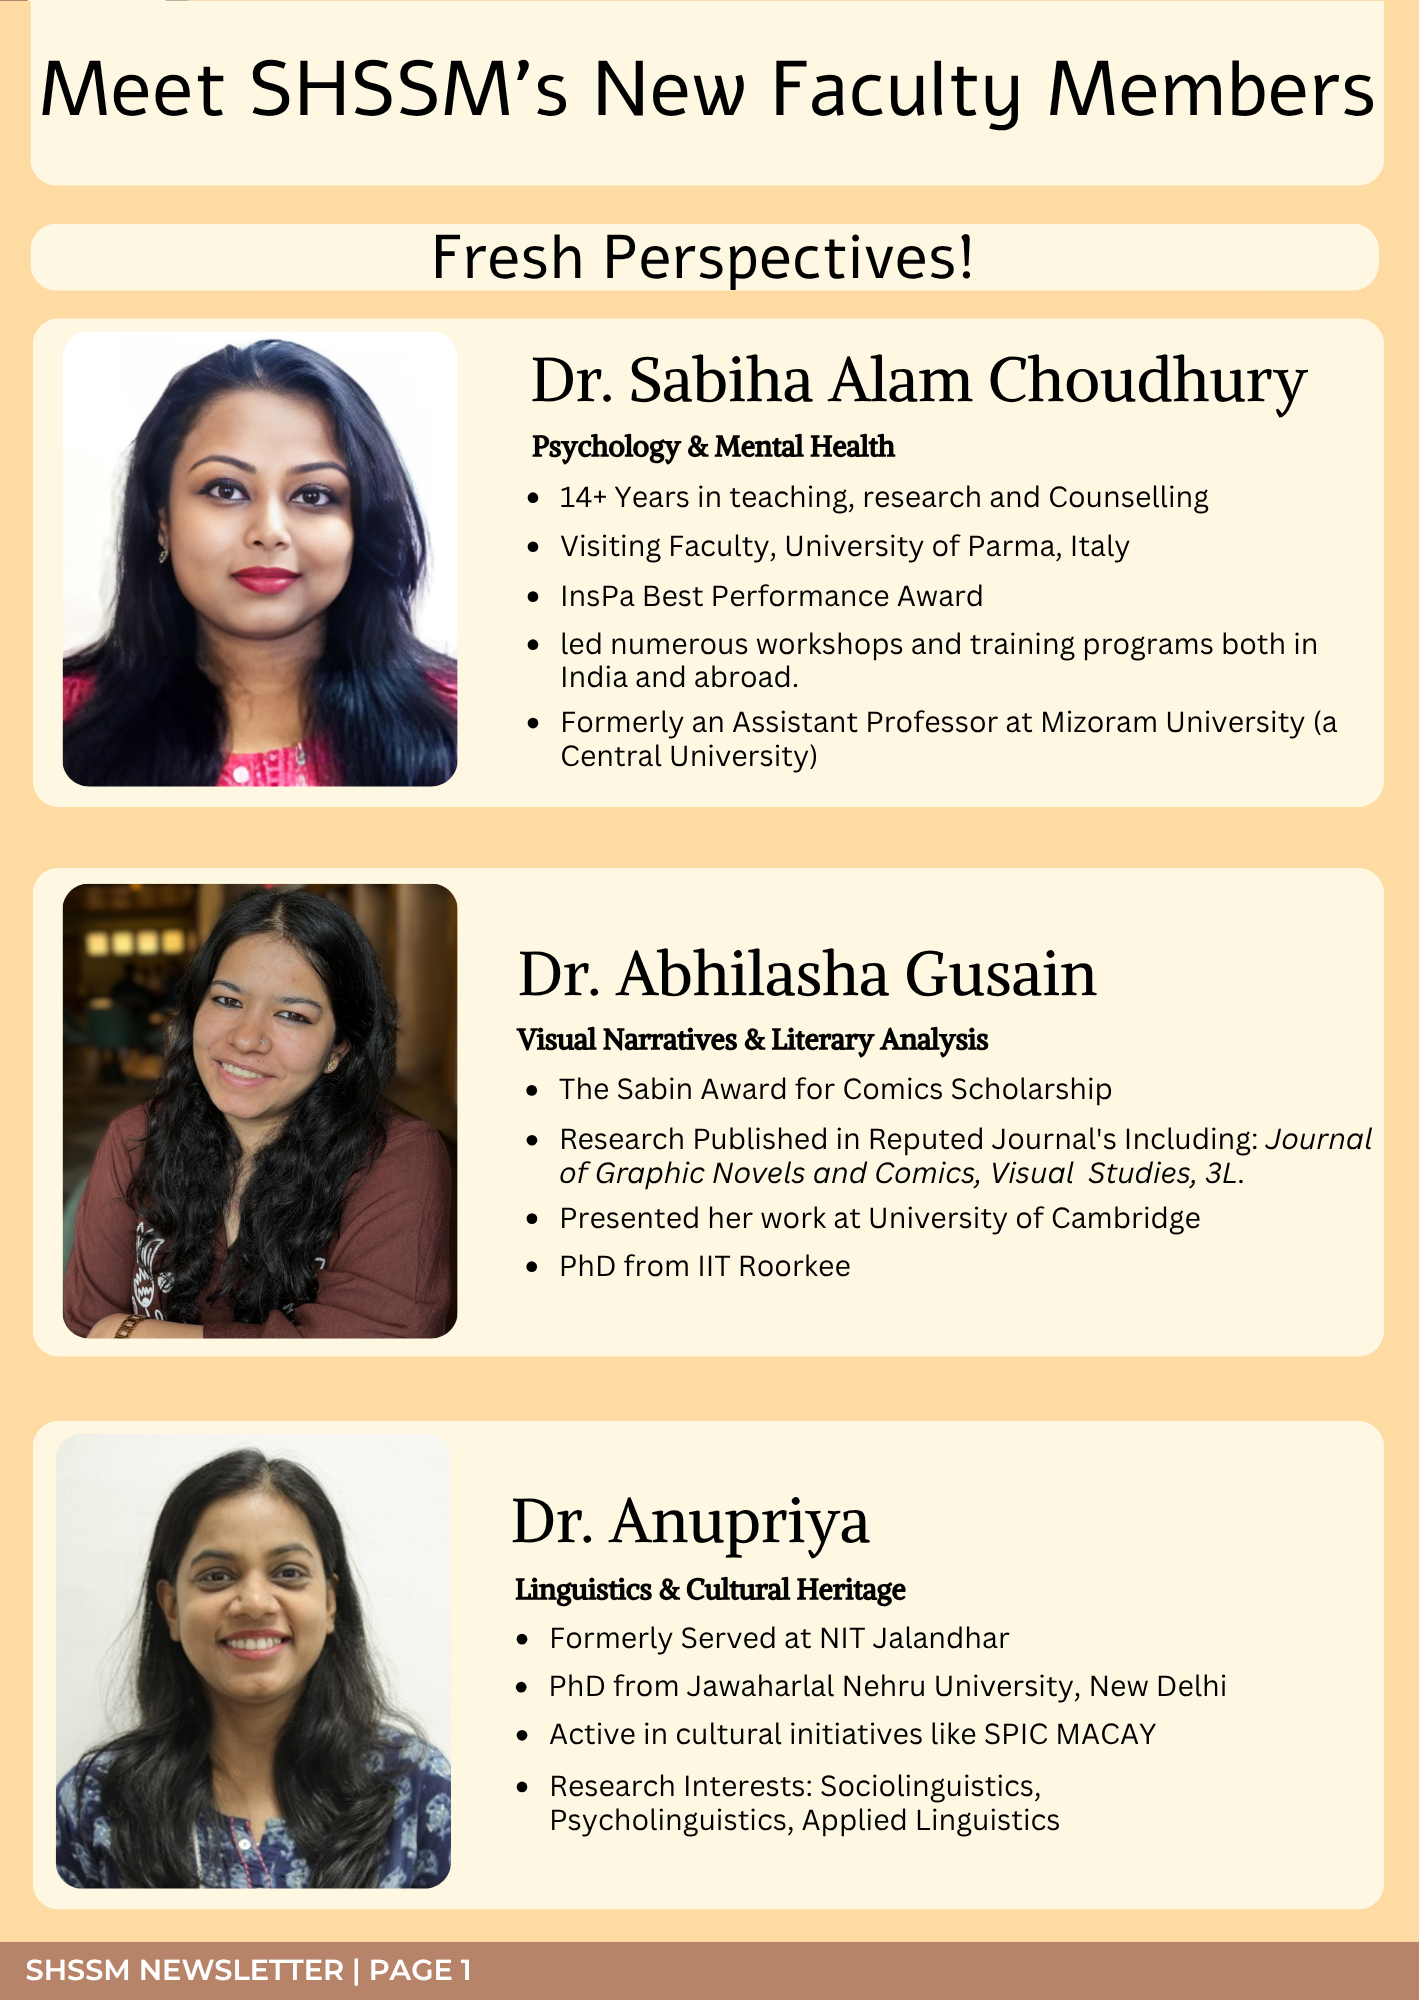 Meet SHSSM’s New Faculty Members
Fresh Perspectives!
Dr. Sabiha Alam Choudhury
Psychology & Mental Health
• 14+ Years in teaching, research and Counselling
• Visiting Faculty, University of Parma, Italy
• InsPa Best Performance Award
• led numerous workshops and training programs both in
India and abroad.
• Formerly an Assistant Professor at Mizoram University (a
Central University)
Dr. Abhilasha Gusain
Visual Narratives & Literary Analysis
• The Sabin Award for Comics Scholarship
• Research Published in Reputed Journal's Including: Journal
of Graphic Novels and Comics, Visual  Studies, 3L.
• Presented her work at University of Cambridge
• PhD from IIT Roorkee
Dr. Anupriya
Linguistics & Cultural Heritage
• Formerly Served at NIT Jalandhar
• PhD from Jawaharlal Nehru University, New Delhi
• Active in cultural initiatives like SPIC MACAY
• Research Interests: Sociolinguistics,
Psycholinguistics, Applied Linguistics
SHSSM NEWSLETTER | PAGE 1